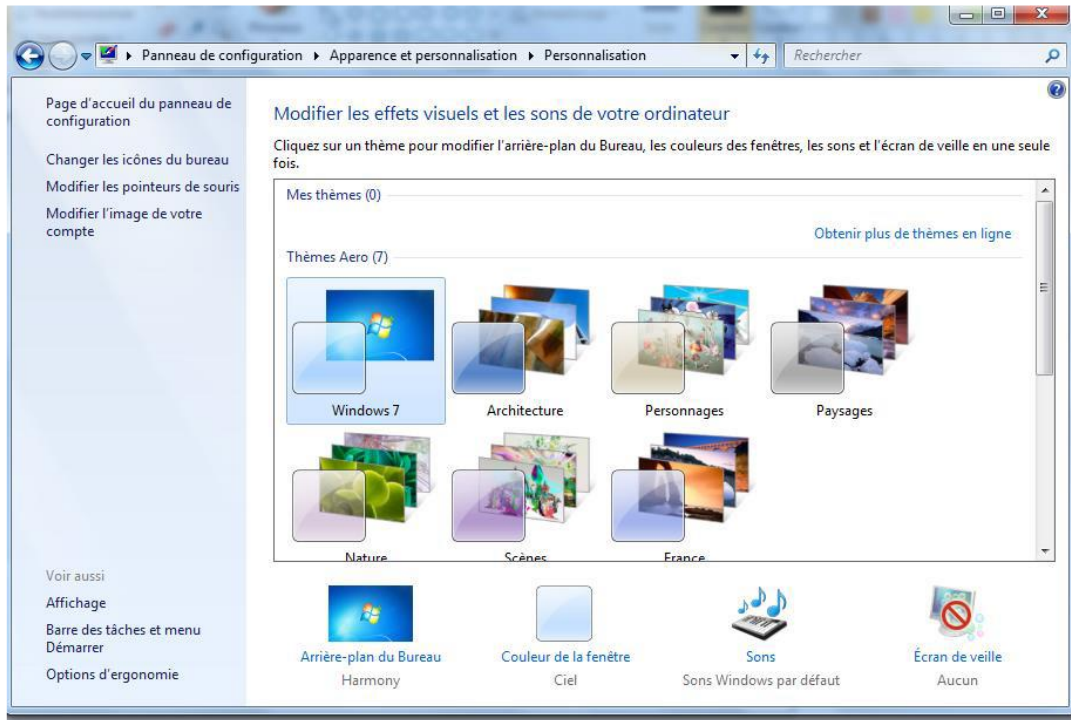 Panneau de configuration ▸ Apparence et personnalisation ▸ Personnalisation
Rechercher
Page d'accueil du panneau de
configuration
Changer les icônes du bureau
Modifier les pointeurs de souris
Modifier l'image de votre
compte
Voir aussi
Affichage
Barre des tâches et menu
Démarrer
Options d'ergonomie
Modifier les effets visuels et les sons de votre ordinateur
Cliquez sur un thème pour modifier l'arrière-plan du Bureau, les couleurs des fenêtres, les sons et l'écran de veille en une seule
fois.
Mes thèmes (0)
Obtenir plus de thèmes en ligne
Thèmes Aero (7)
Windows 7
Architecture
Personnages
Paysages
Nature
Scènes
France
Arrière-plan du Bureau
Harmony
Couleur de la fenêtre
Ciel
Sons
Sons Windows par défaut
Écran de veille
Aucun